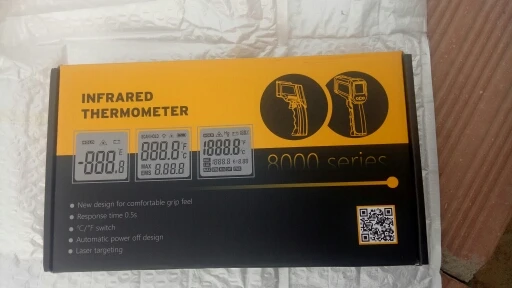 INFRARED
THERMOMETER
-888.8
888.8 °F °C
MAX
EMS 8.8.8
1888.8 °F °C
8000 series
• New design for comfortable grip feel
• Response time 0.5s
• °C/°F switch
• Automatic power off design
• Laser targeting